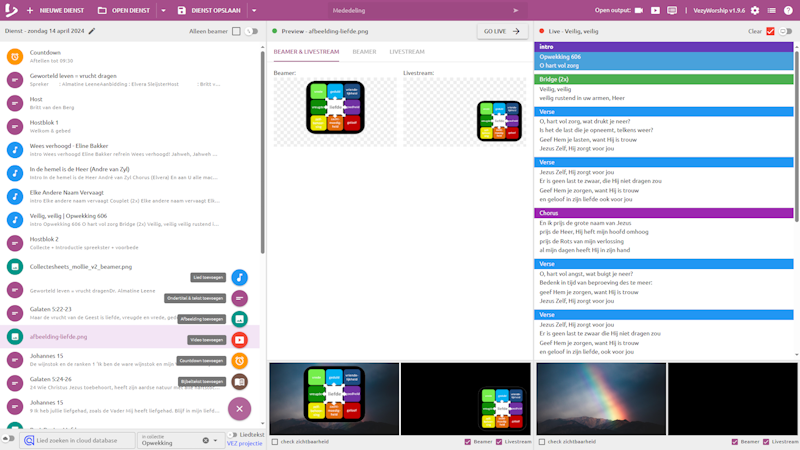 NIEUWE DIENST
OPEN DIENST
DIENST OPSLAAN
Mededeling
Open output:
VezyWorship v1.9.6
Dienst - zondag 14 april 2024
Alleen beamer
Countdown
Aftellen tot 09:30
Geworteld leven = vrucht dragen
Spreker : Almatine Leene
Host
Britt van den Berg
Hostblok 1
Welkom & gebed
Wees verhoogd - Eline Bakker
Intro Wees verhoogd Eline Bakker refrein Wees verhoogd! Jahweh, Jahweh, ...
In de hemel is de Heer (Andre van Zyl)
Intro In de hemel is de Heer André van Zyl Chorus (Elvera) En aan U alle mac...
Elke Andere Naam Vervaagt
Intro Elke andere naam vervaagt Couplet (2x) Elke andere naam vervaagt El...
Veilig, veilig | Opwekking 606
intro Opwekking 606 O hart vol zorg Bridge (2x) Veilig, veilig veilig rustend i...
Hostblok 2
Collecte + Introductie spreekster + voorbede
Collectesheets_mollie_v2_beamer.png
Geworteld leven = vrucht dragen
Dr. Almatine Leene
Galaten 5:22-23
Maar de vrucht van de Geest is liefde, vreugde en vrede,
afbeelding-liefde.png
Johannes 15
De wijnstok en de ranken 1 'Ik ben de ware wijnstok en mijn
Galaten 5:24-26
24 Wie Christus Jezus toebehoort, heeft zijn aardse natuur met alle
Johannes 15
9 Ik heb jullie liefgehad, zoals de Vader Mij heeft liefgehad. Blijf in mijn liefd...
Galaten 5
Lied toevoegen
Ondertitel & tekst toevoegen
Afbeelding toevoegen
Video toevoegen
Countdown toevoegen
Bijbeltekst toevoegen
Lied zoeken in cloud database
In selectie
Opwekking
Liedtekst
VEZ projectie
Preview - afbeelding-liefde.png
GO LIVE
BEAMER & LIVESTREAM
BEAMER
LIVESTREAM
Beamer:
Livestream:
liefde
geloof
check zichtbaarheid
Beamer
Livestream
Live - Veilig, veilig
Clear
intro
Opwekking 606
O hart vol zorg
Bridge (2x)
Veilig, veilig
veilig rustend in uw armen, Heer
Verse
O, hart vol zorg, wat drukt je neer?
Is het de last die je opneemt, telkens weer?
Geef Hem je lasten, want Hij is trouw
Jezus Zelf, Hij zorgt voor jou
Verse
Jezus Zelf, Hij zorgt voor jou
Er is geen last te zwaar, die Hij niet dragen zou
Geef Hem je zorgen, want Hij is trouw
en geloof in zijn liefde ook voor jou
Chorus
En ik prijs de grote naam van Jezus
prijs de Heer, Hij heft mijn hoofd omhoog
prijs de Rots van mijn verlossing
al mijn dagen heeft Hij in zijn hand
Verse
O, hart vol angst, wat buigt je neer?
Bedenk in tijd van beproeving des te meer:
geef Hem je zorgen, want Hij is trouw
Jezus Zelf, Hij zorgt voor jou
Verse
Jezus Zelf, Hij zorgt voor jou
Er is geen last te zwaar die Hij niet dragen zou
Geef Hem je zorgen, want Hij is trouw
en geloof in zijn liefde, ook voor jou
check zichtbaarheid
Beamer
Livestream